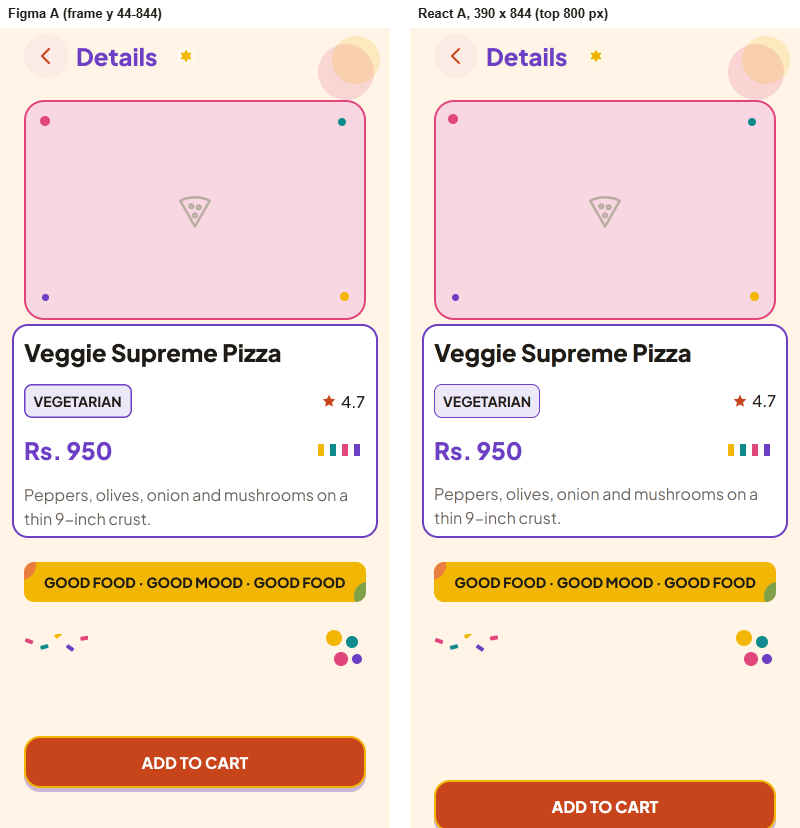 Figma A (frame y 44-844)
Details
Veggie Supreme Pizza
VEGETARIAN
4.7
Rs. 950
Peppers, olives, onion and mushrooms on a
thin 9–inch crust.
GOOD FOOD · GOOD MOOD · GOOD FOOD
ADD TO CART
React A, 390 x 844 (top 800 px)
Details
Veggie Supreme Pizza
VEGETARIAN
4.7
Rs. 950
Peppers, olives, onion and mushrooms on a
thin 9–inch crust.
GOOD FOOD · GOOD MOOD · GOOD FOOD
ADD TO CART